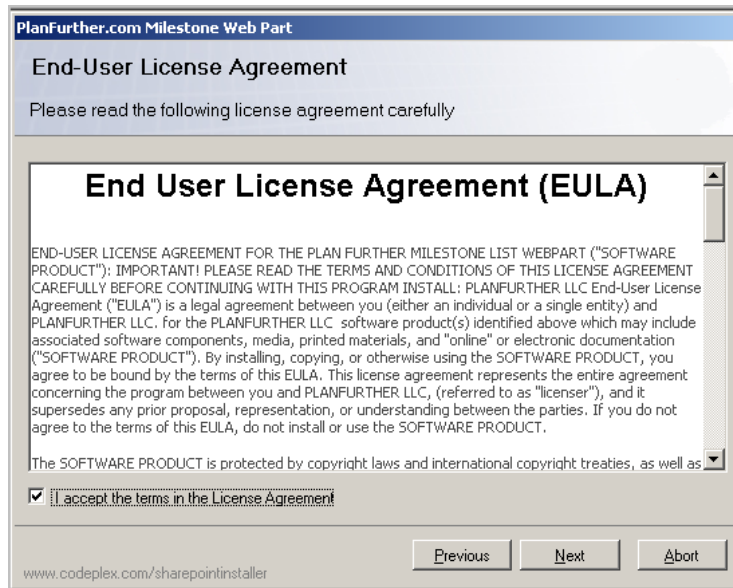 PlanFurther.com Milestone Web Part
End-User License Agreement
Please read the following license agreement carefully
End User License Agreement (EULA)
END-USER LICENSE AGREEMENT FOR THE PLAN FURTHER MILESTONE LIST WEBPART ("SOFTWARE
PRODUCT"): IMPORTANT! PLEASE READ THE TERMS AND CONDITIONS OF THIS LICENSE AGREEMENT
CAREFULLY BEFORE CONTINUING WITH THIS PROGRAM INSTALL: PLANFURTHER LLC End-User License
Agreement ("EULA") is a legal agreement between you (either an individual or a single entity) and
PLANFURTHER LLC. for the PLANFURTHER LLC  software product(s) identified above which may include
associated software components, media, printed materials, and "online" or electronic documentation
("SOFTWARE PRODUCT"). By installing, copying, or otherwise using the SOFTWARE PRODUCT, you
agree to be bound by the terms of this EULA. This license agreement represents the entire agreement
concerning the program between you and PLANFURTHER LLC, (referred to as "licenser"), and it
supersedes any prior proposal, representation, or understanding between the parties. If you do not
agree to the terms of this EULA, do not install or use the SOFTWARE PRODUCT.
The SOFTWARE PRODUCT is protected by copyright laws and international copyright treaties, as well as
I accept the terms in the License Agreement
Previous Next Abort
www.codeplex.com/sharepointinstaller